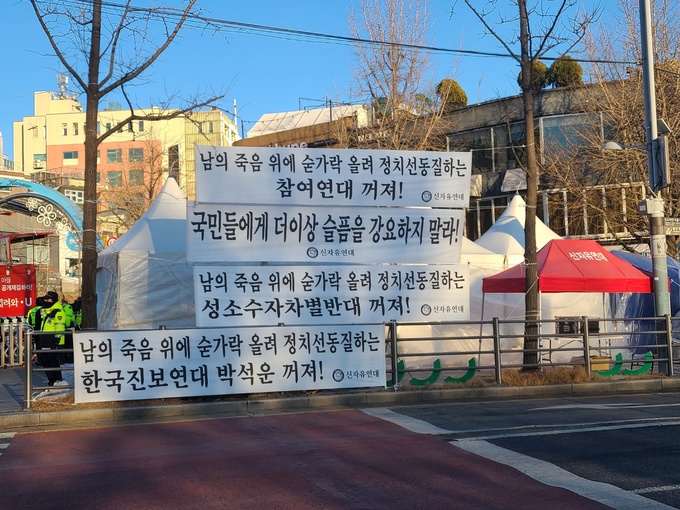 남의 죽음 위에 숟가락 올려 정치선동질하는
참여연대 꺼져!
신자유연대
국민들에게 더이상 슬픔을 강요하지 말라!
신자유연대
남의 죽음 위에 숟가락 올려 정치선동질하는
성소수자차별반대 꺼져!
신자유연대
남의 죽음 위에 숟가락 올려 정치선동질하는
한국진보연대 박석운 꺼져!
신자유연대
신자유연대